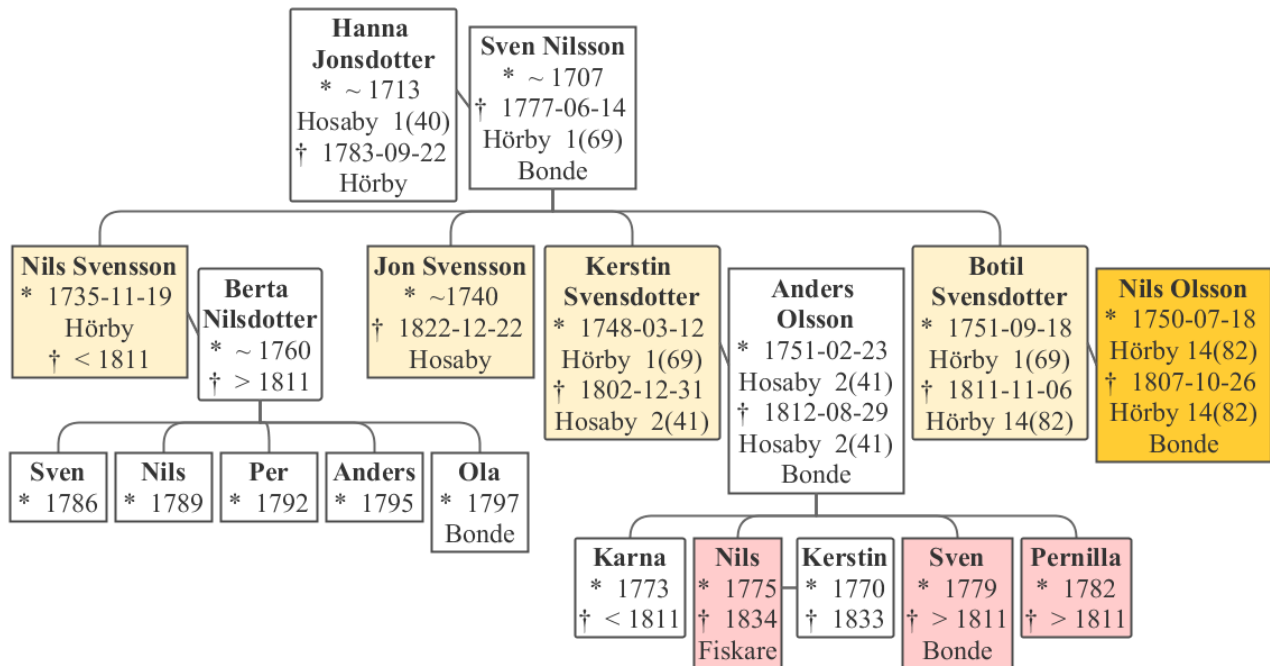 Hanna
Jonsdotter
* ~ 1713
Hosaby 1(40)
† 1783-09-22
Hörby
Sven Nilsson
* ~ 1707
† 1777-06-14
Hörby 1(69)
Bonde
Nils Svensson
* 1735-11-19
Hörby
† < 1811
Berta
Nilsdotter
* ~ 1760
† > 1811
Jon Svensson
* ~1740
† 1822-12-22
Hosaby
Kerstin
Svensdotter
* 1748-03-12
Hörby 1(69)
† 1802-12-31
Hosaby 2(41)
Anders
Olsson
* 1751-02-23
Hosaby 2(41)
† 1812-08-29
Hosaby 2(41)
Bonde
Botil
Svensdotter
* 1751-09-18
Hörby 1(69)
† 1811-11-06
Hörby 14(82)
Nils Olsson
* 1750-07-18
Hörby 14(82)
† 1807-10-26
Hörby 14(82)
Bonde
Sven
* 1786
Nils
* 1789
Per
* 1792
Anders
* 1795
Ola
* 1797
Bonde
Karna
* 1773
† < 1811
Nils
* 1775
† 1834
Fiskare
Kerstin
* 1770
† 1833
Sven
* 1779
† > 1811
Bonde
Pernilla
* 1782
† > 1811